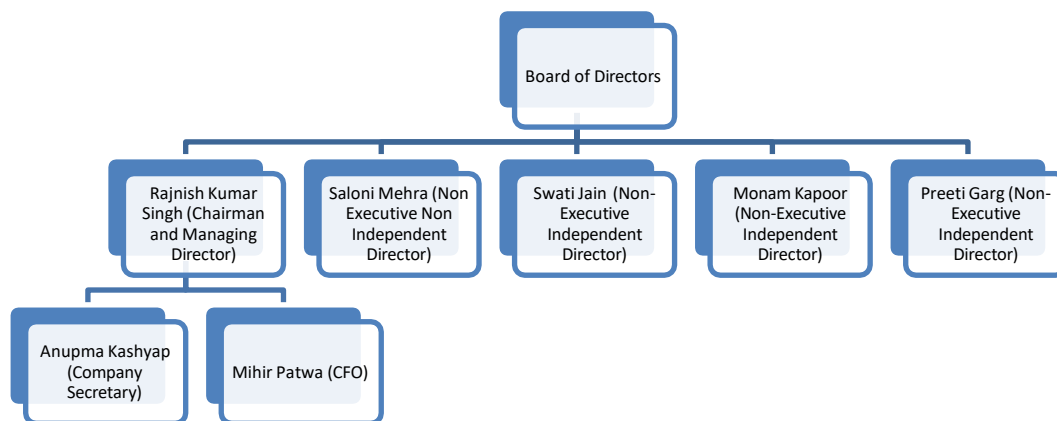 Board of Directors
Rajnish Kumar
Singh (Chairman
and Managing
Director)
Saloni Mehra (Non
Executive Non
Independent
Director)
Swati Jain (Non-
Executive
Independent
Director)
Monam Kapoor
(Non-Executive
Independent
Director)
Preeti Garg (Non-
Executive
Independent
Director)
Anupma Kashyap
(Company
Secretary)
Mihir Patwa (CFO)